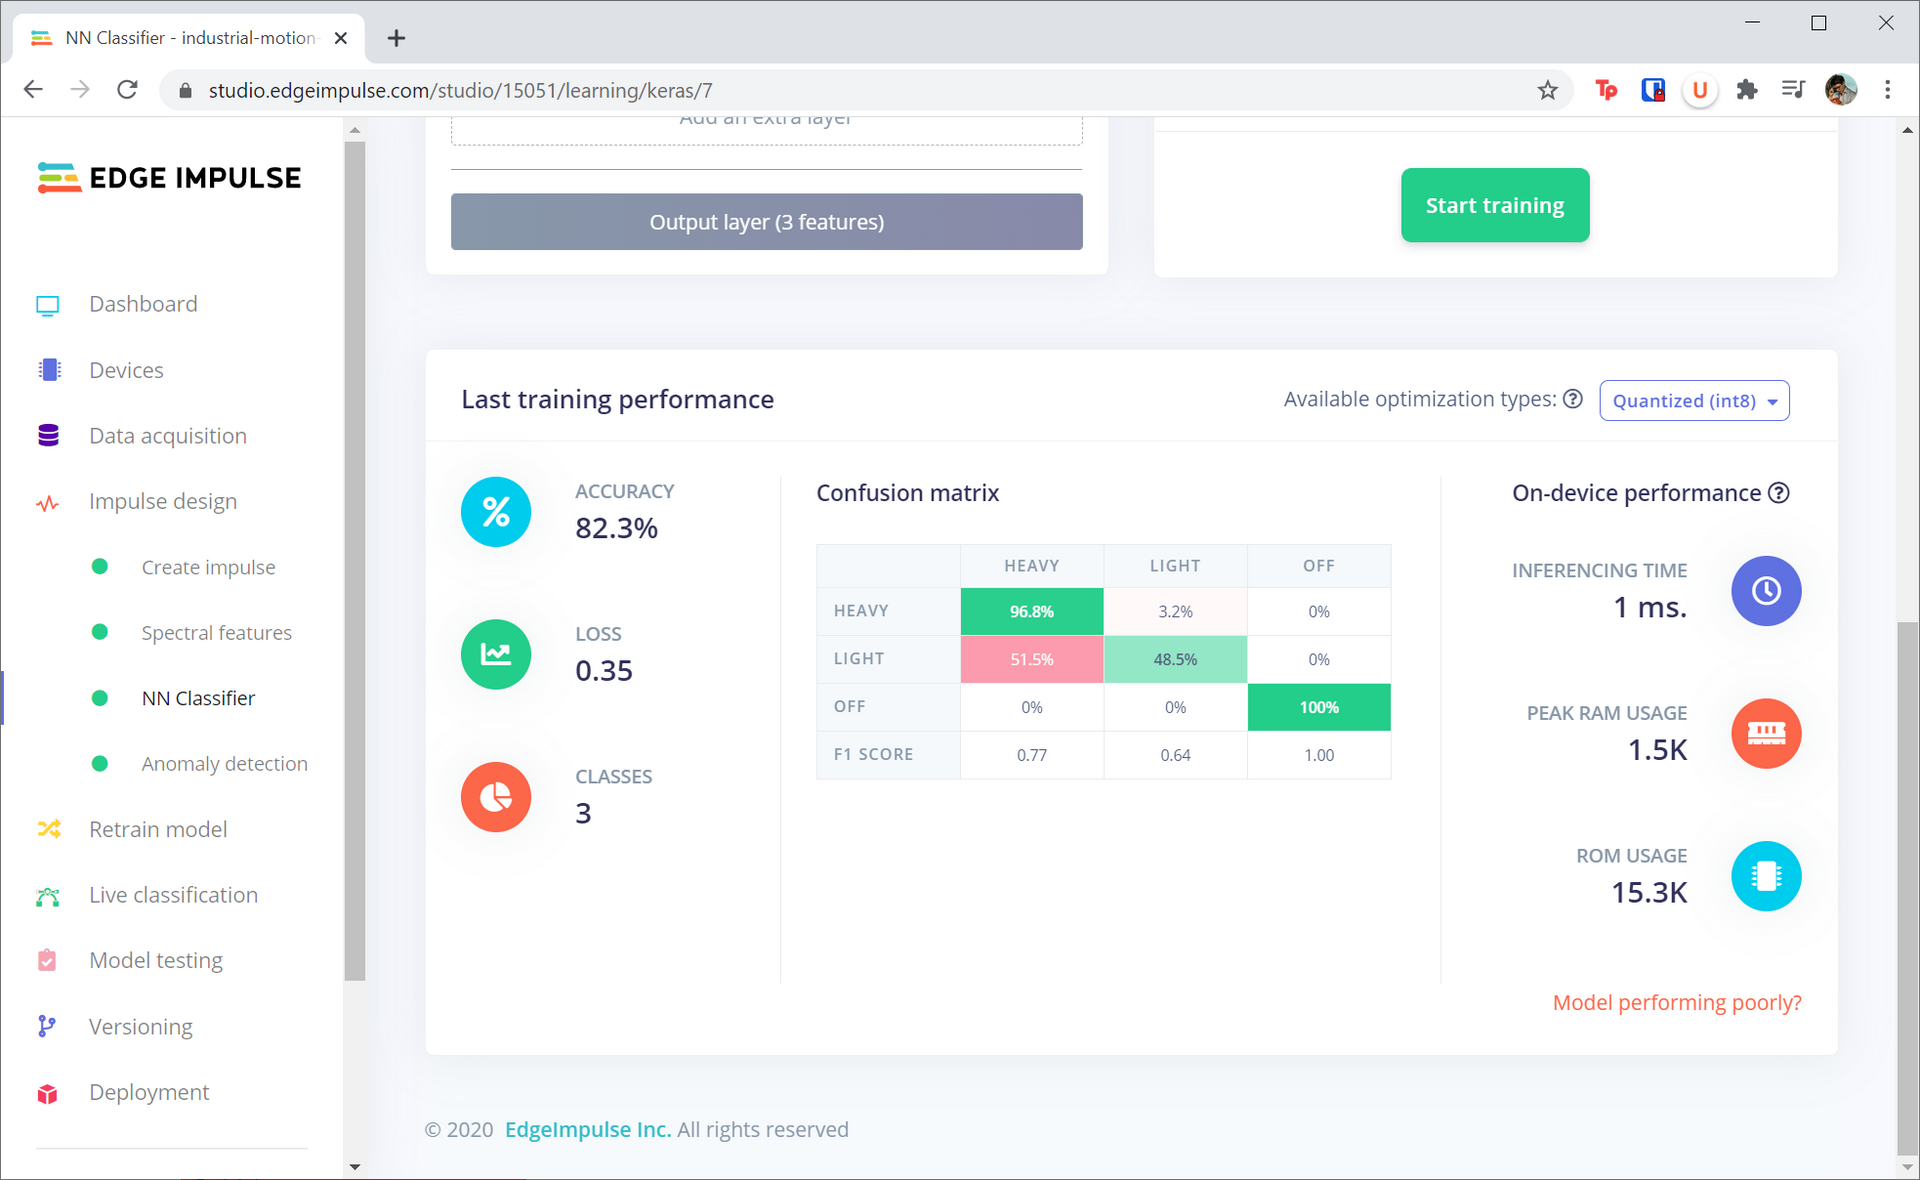 NN Classifier - industrial-motion-
studio.edgeimpulse.com/studio/15051/learning/keras/7
Tp
U
EDGE IMPULSE
Dashboard
Devices
Data acquisition
Impulse design
Create impulse
Spectral features
NN Classifier
Anomaly detection
Retrain model
Live classification
Model testing
Versioning
Deployment
Add an extra layer
Output layer (3 features)
Start training
Last training performance
Available optimization types: ?
Quantized (int8)
%
ACCURACY
82.3%
LOSS
0.35
CLASSES
3
Confusion matrix
HEAVY LIGHT OFF
HEAVY 96.8% 3.2% 0%
LIGHT 51.5% 48.5% 0%
OFF 0% 0% 100%
F1 SCORE 0.77 0.64 1.00
On-device performance ?
INFERENCING TIME
1 ms.
PEAK RAM USAGE
1.5K
ROM USAGE
15.3K
Model performing poorly?
© 2020 EdgeImpulse Inc. All rights reserved